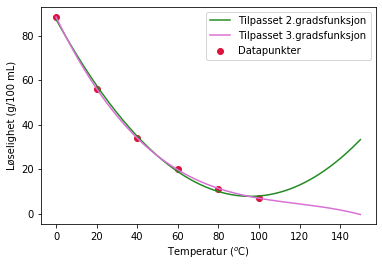 Tilpasset 2.gradsfunksjon
Tilpasset 3.gradsfunksjon
Datapunkter
Løselighet (g/100 mL)
80
60
40
20
0
0 20 40 60 80 100 120 140
Temperatur (°C)